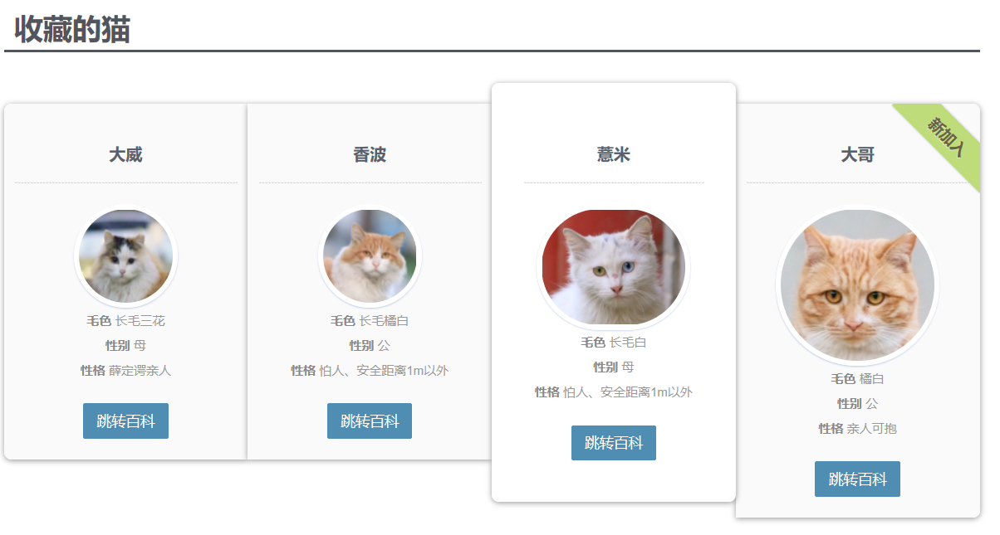 收藏的猫
大威
毛色 长毛三花
性别 母
性格 薛定谔亲人
跳转百科
香波
毛色 长毛橘白
性别 公
性格 怕人、安全距离1m以外
跳转百科
薏米
毛色 长毛白
性别 母
性格 怕人、安全距离1m以外
跳转百科
新加入
大哥
毛色 橘白
性别 公
性格 亲人可抱
跳转百科